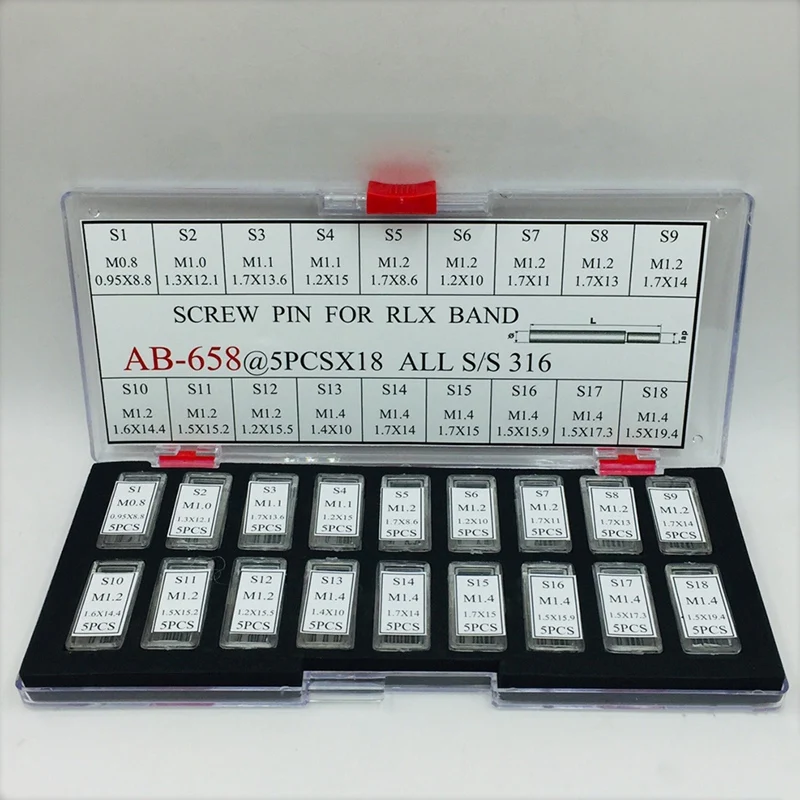 S1 S2 S3 S4 S5 S6 S7 S8 S9
M0.8 M1.0 M1.1 M1.1 M1.2 M1.2 M1.2 M1.2 M1.2
0.95X8.8 1.3X12.1 1.7X13.6 1.2X15 1.7X8.6 1.2X10 1.7X11 1.7X13 1.7X14
SCREW PIN FOR RLX BAND
L
Ø
Tap
AB-658@5PCSX18 ALL S/S 316
S10 S11 S12 S13 S14 S15 S16 S17 S18
M1.2 M1.2 M1.2 M1.4 M1.4 M1.4 M1.4 M1.4 M1.4
1.6X14.4 1.5X15.2 1.2X15.5 1.4X10 1.7X14 1.7X15 1.5X15.9 1.5X17.3 1.5X19.4
S1 S2 S3 S4 S5 S6 S7 S8 S9
M0.8 M1.0 M1.1 M1.1 M1.2 M1.2 M1.2 M1.2 M1.2
0.95X8.8 1.3X12.1 1.7X13.6 1.2X15 1.7X8.6 1.2X10 1.7X11 1.7X13 1.7X14
5PCS 5PCS 5PCS 5PCS 5PCS 5PCS 5PCS 5PCS 5PCS
S10 S11 S12 S13 S14 S15 S16 S17 S18
M1.2 M1.2 M1.2 M1.4 M1.4 M1.4 M1.4 M1.4 M1.4
1.6X14.4 1.5X15.2 1.2X15.5 1.4X10 1.7X14 1.7X15 1.5X15.9 1.5X17.3 1.5X19.4
5PCS 5PCS 5PCS 5PCS 5PCS 5PCS 5PCS 5PCS 5PCS